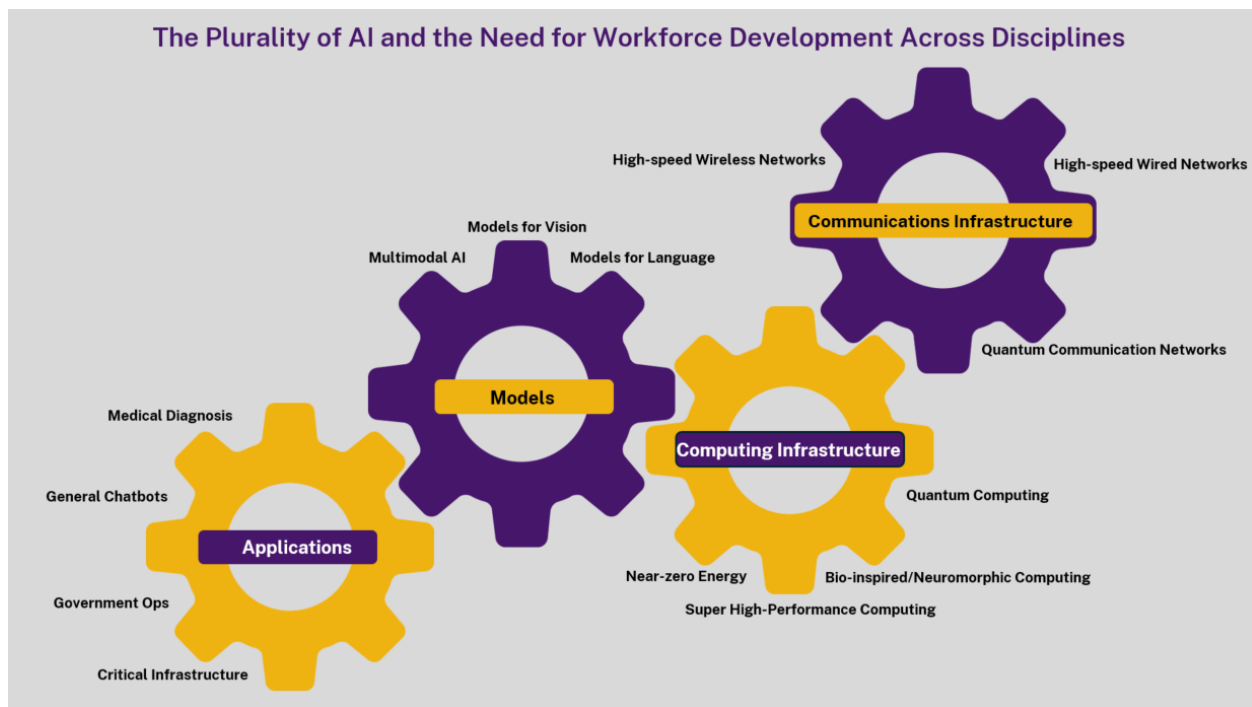 The Plurality of AI and the Need for Workforce Development Across Disciplines
High-speed Wireless Networks
High-speed Wired Networks
Communications Infrastructure
Quantum Communication Networks
Models for Vision
Multimodal AI
Models for Language
Models
Computing Infrastructure
Quantum Computing
Near-zero Energy
Bio-inspired/Neuromorphic Computing
Super High-Performance Computing
Medical Diagnosis
General Chatbots
Applications
Government Ops
Critical Infrastructure